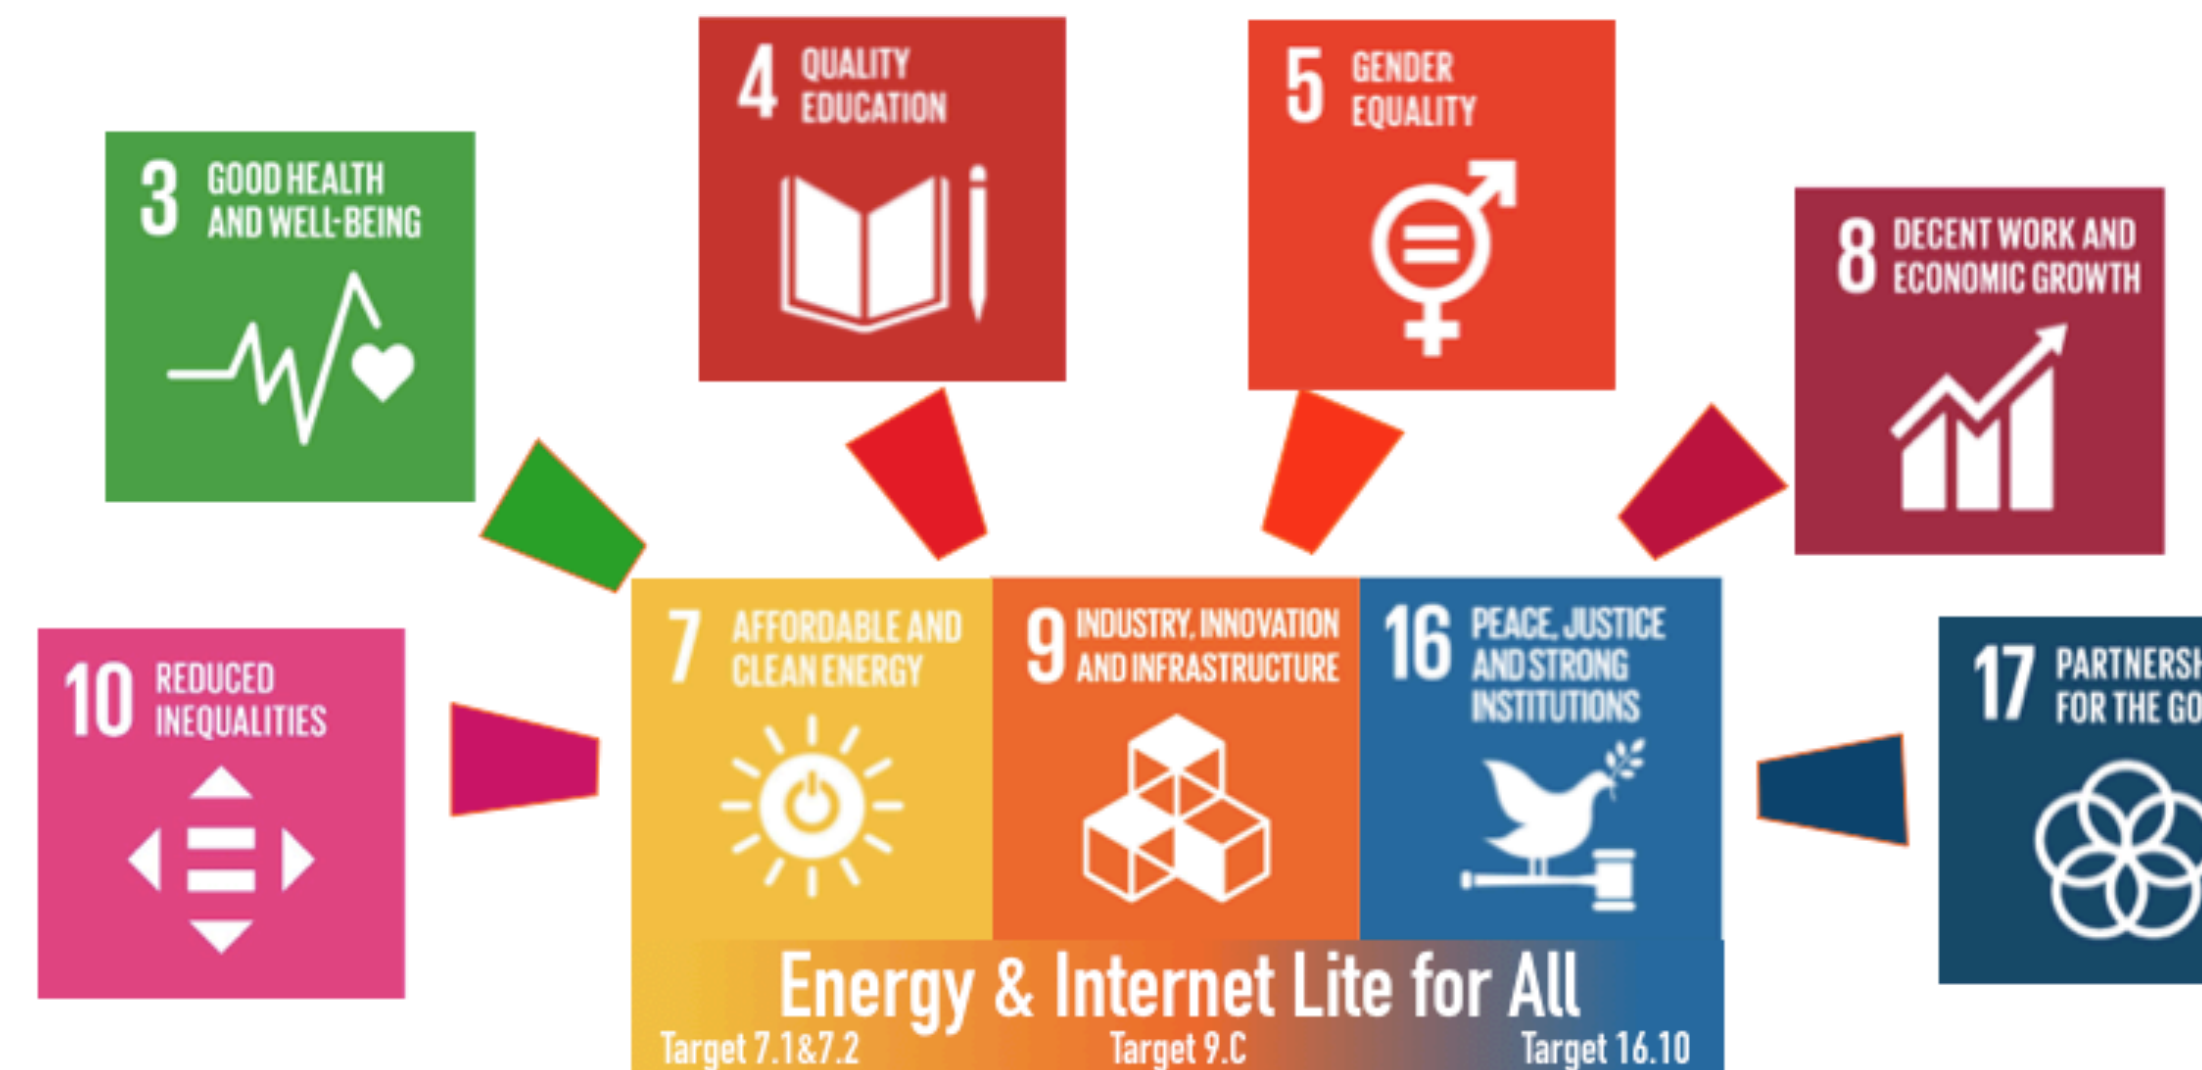 4 QUALITY
EDUCATION
5 GENDER
EQUALITY
3 GOOD HEALTH
AND WELL-BEING
8 DECENT WORK AND
ECONOMIC GROWTH
10 REDUCED
INEQUALITIES
7 AFFORDABLE AND
CLEAN ENERGY
9 INDUSTRY, INNOVATION
AND INFRASTRUCTURE
16 PEACE, JUSTICE
AND STRONG
INSTITUTIONS
17
FOR THE
Energy & Internet Lite for All
Target 7.1&7.2
Target 9.C
Target 16.10